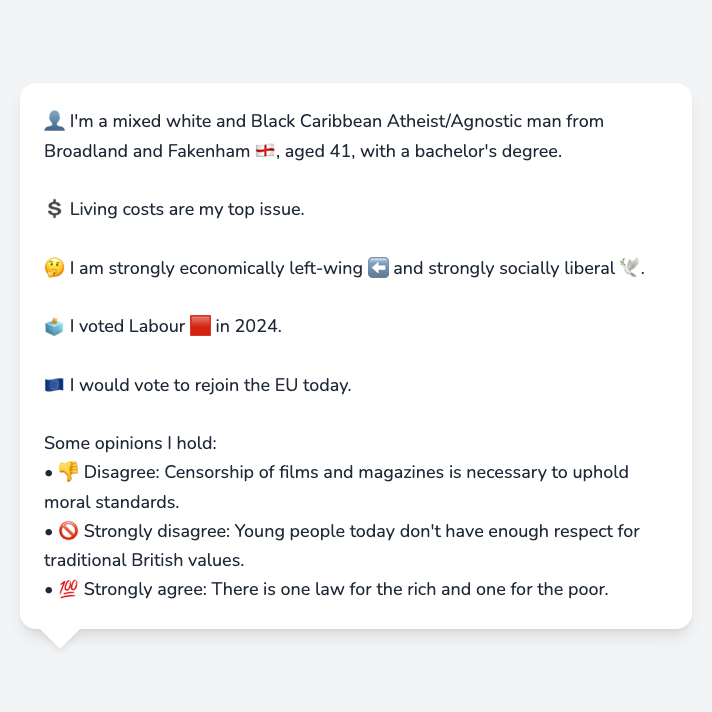 👤 I'm a mixed white and Black Caribbean Atheist/Agnostic man from
Broadland and Fakenham 🏴󠁧󠁢󠁥󠁮󠁧󠁿, aged 41, with a bachelor's degree.
💲 Living costs are my top issue.
🤔 I am strongly economically left-wing ⬅️ and strongly socially liberal 🕊️.
🗳️ I voted Labour 🟥 in 2024.
🇪🇺 I would vote to rejoin the EU today.
Some opinions I hold:
• 👎 Disagree: Censorship of films and magazines is necessary to uphold
moral standards.
• 🚫 Strongly disagree: Young people today don't have enough respect for
traditional British values.
• 💯 Strongly agree: There is one law for the rich and one for the poor.